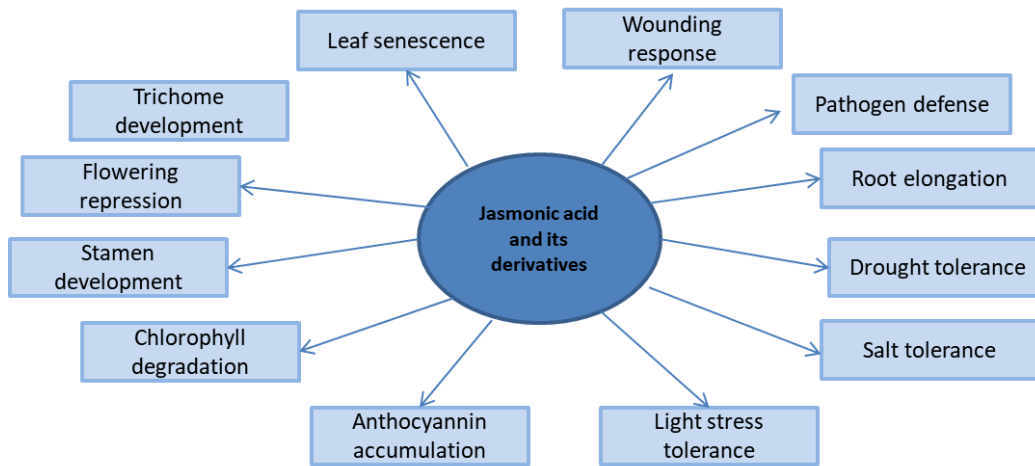 Leaf senescence
Wounding
response
Trichome
development
Pathogen defense
Flowering
repression
Root elongation
Jasmonic acid
and its
derivatives
Stamen
development
Drought tolerance
Chlorophyll
degradation
Salt tolerance
Anthocyannin
accumulation
Light stress
tolerance